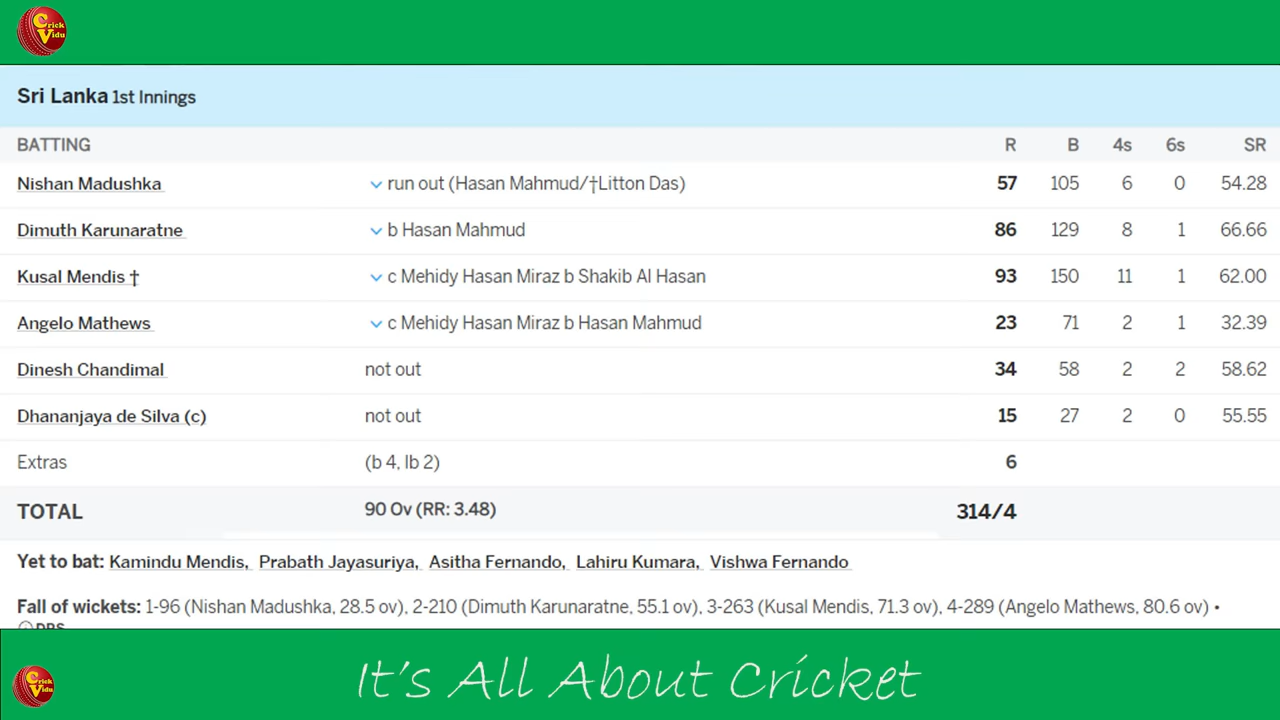 Crick
Vidu
Sri Lanka 1st Innings
BATTING R B 4s 6s SR
Nishan Madushka run out (Hasan Mahmud/†Litton Das) 57 105 6 0 54.28
Dimuth Karunaratne b Hasan Mahmud 86 129 8 1 66.66
Kusal Mendis † c Mehidy Hasan Miraz b Shakib Al Hasan 93 150 11 1 62.00
Angelo Mathews c Mehidy Hasan Miraz b Hasan Mahmud 23 71 2 1 32.39
Dinesh Chandimal not out 34 58 2 2 58.62
Dhananjaya de Silva (c) not out 15 27 2 0 55.55
Extras (b 4, lb 2) 6
TOTAL 90 Ov (RR: 3.48) 314/4
Yet to bat: Kamindu Mendis, Prabath Jayasuriya, Asitha Fernando, Lahiru Kumara, Vishwa Fernando
Fall of wickets: 1-96 (Nishan Madushka, 28.5 ov), 2-210 (Dimuth Karunaratne, 55.1 ov), 3-263 (Kusal Mendis, 71.3 ov), 4-289 (Angelo Mathews, 80.6 ov) •
DRS
Crick
Vidu
It's All About Cricket